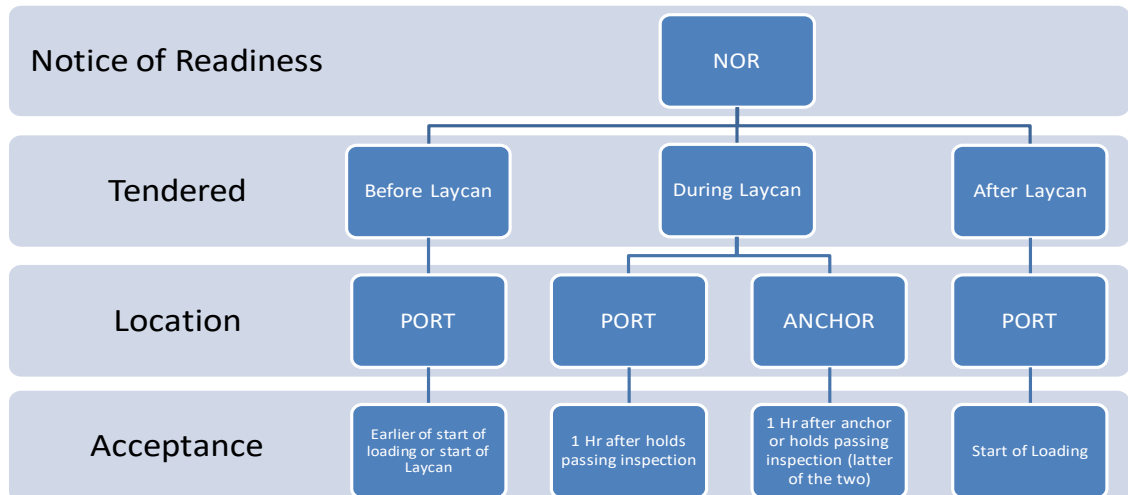 Notice of Readiness
NOR
Tendered
Before Laycan
During Laycan
After Laycan
Location
PORT
PORT
ANCHOR
PORT
Acceptance
Earlier of start of
loading or start of
Laycan
1 Hr after holds
passing inspection
1 Hr after anchor
or holds passing
inspection (latter
of the two)
Start of Loading